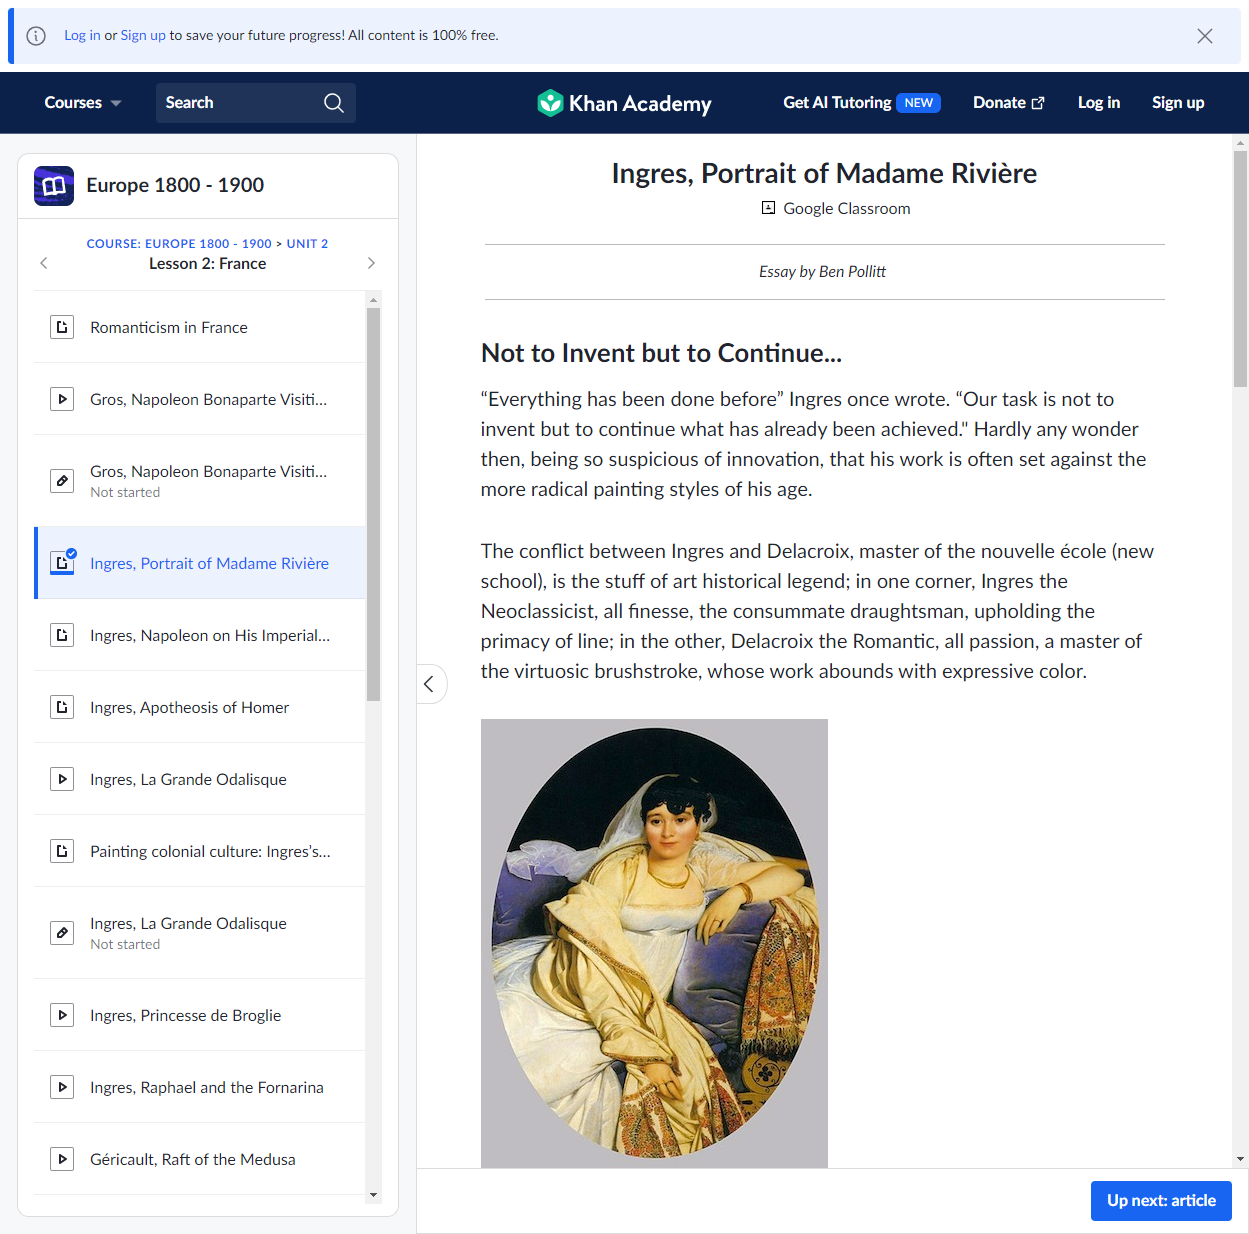 Log in or Sign up to save your future progress! All content is 100% free.
Courses
Search
Khan Academy
Get AI Tutoring NEW
Donate
Log in
Sign up
Europe 1800 - 1900
COURSE: EUROPE 1800 - 1900 > UNIT 2
Lesson 2: France
Romanticism in France
Gros, Napoleon Bonaparte Visiti...
Gros, Napoleon Bonaparte Visiti...
Not started
Ingres, Portrait of Madame Rivière
Ingres, Napoleon on His Imperial...
Ingres, Apotheosis of Homer
Ingres, La Grande Odalisque
Painting colonial culture: Ingres's...
Ingres, La Grande Odalisque
Not started
Ingres, Princesse de Broglie
Ingres, Raphael and the Fornarina
Géricault, Raft of the Medusa
Ingres, Portrait of Madame Rivière
Google Classroom
Essay by Ben Pollitt
Not to Invent but to Continue...
“Everything has been done before” Ingres once wrote. “Our task is not to
invent but to continue what has already been achieved." Hardly any wonder
then, being so suspicious of innovation, that his work is often set against the
more radical painting styles of his age.
The conflict between Ingres and Delacroix, master of the nouvelle école (new
school), is the stuff of art historical legend; in one corner, Ingres the
Neoclassicist, all finesse, the consummate draughtsman, upholding the
primacy of line; in the other, Delacroix the Romantic, all passion, a master of
the virtuosic brushstroke, whose work abounds with expressive color.
Up next: article